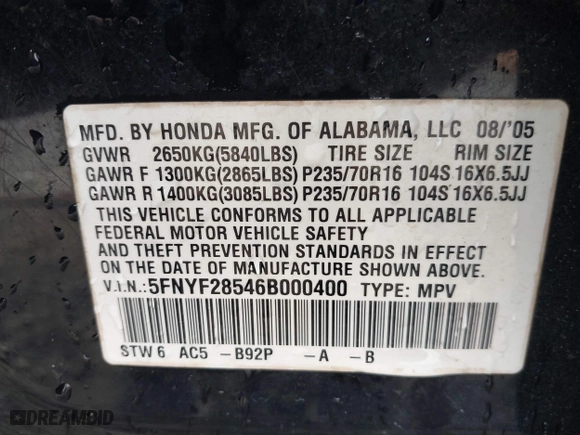 MFD. BY HONDA MFG. OF ALABAMA, LLC 08/'05
GVWR 2650KG(5840LBS) TIRE SIZE RIM SIZE
GAWR F 1300KG(2865LBS) P235/70R16 104S 16X6.5JJ
GAWR R 1400KG(3085LBS) P235/70R16 104S 16X6.5JJ
THIS VEHICLE CONFORMS TO ALL APPLICABLE
FEDERAL MOTOR VEHICLE SAFETY
AND THEFT PREVENTION STANDARDS IN EFFECT
ON THE DATE OF MANUFACTURE SHOWN ABOVE.
V.I.N.:5FNYF28546B000400 TYPE: MPV
STW 6 AC5 -B92P -A -B
DREAMBID